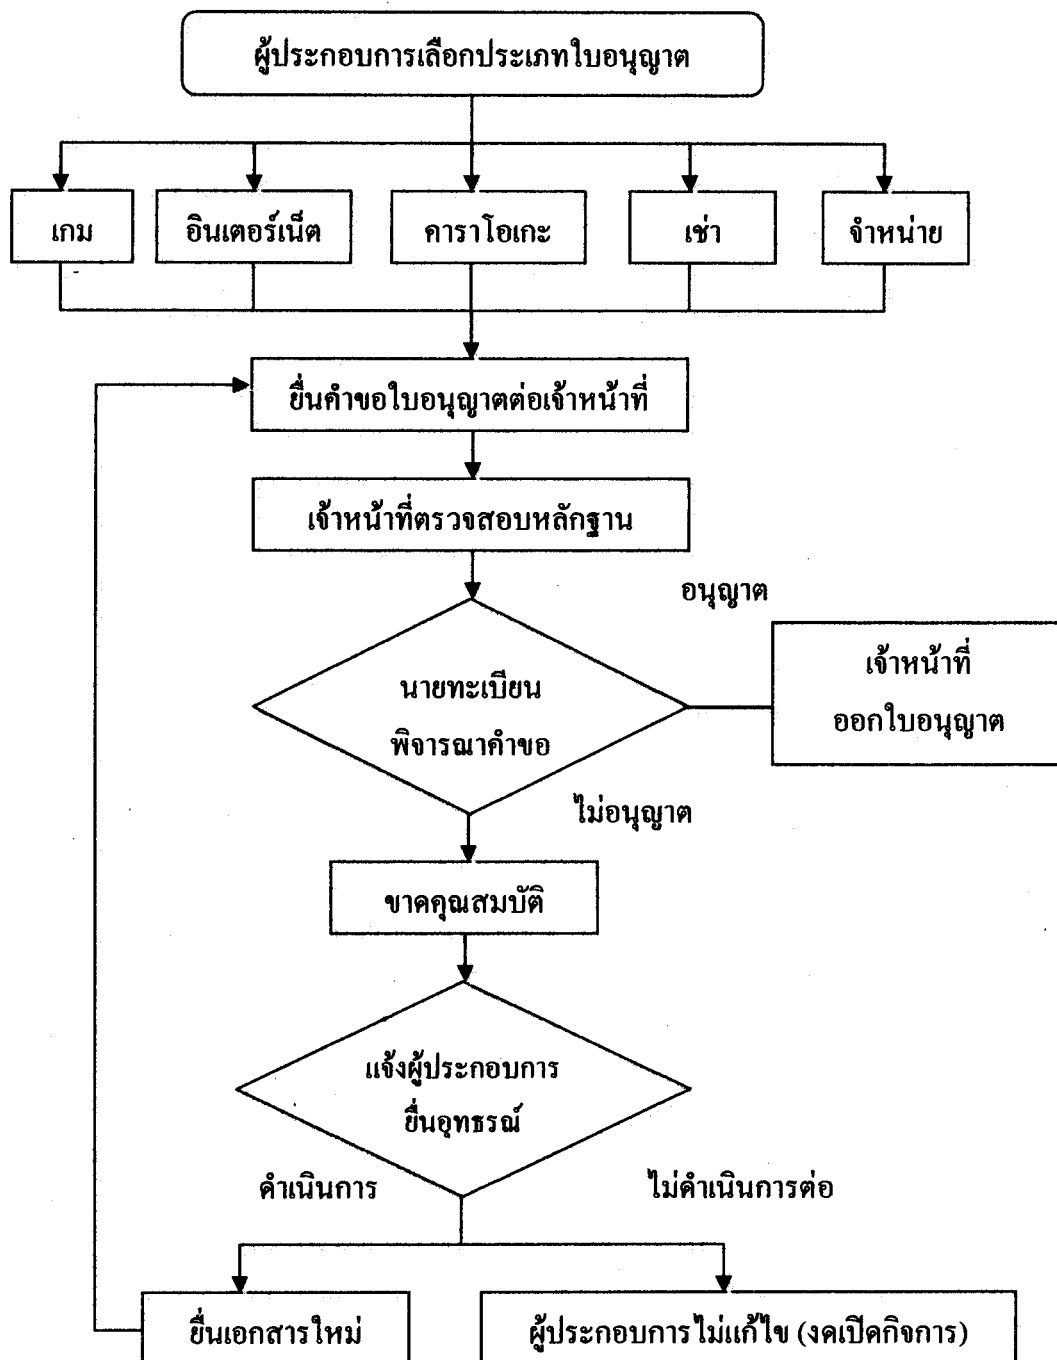 ผู้ประกอบการเลือกประเภทใบอนุญาต
เกม
อินเตอร์เน็ต
คาราโอเกะ
เช่า
จำหน่าย
ยื่นคำขอใบอนุญาตต่อเจ้าหน้าที่
เจ้าหน้าที่ตรวจสอบหลักฐาน
อนุญาต
นายทะเบียน
พิจารณาคำขอ
เจ้าหน้าที่
ออกใบอนุญาต
ไม่อนุญาต
ขาดคุณสมบัติ
แจ้งผู้ประกอบการ
ยื่นอุทธรณ์
ดำเนินการ
ไม่ดำเนินการต่อ
ยื่นเอกสารใหม่
ผู้ประกอบการไม่แก้ไข (งดเปิดกิจการ)